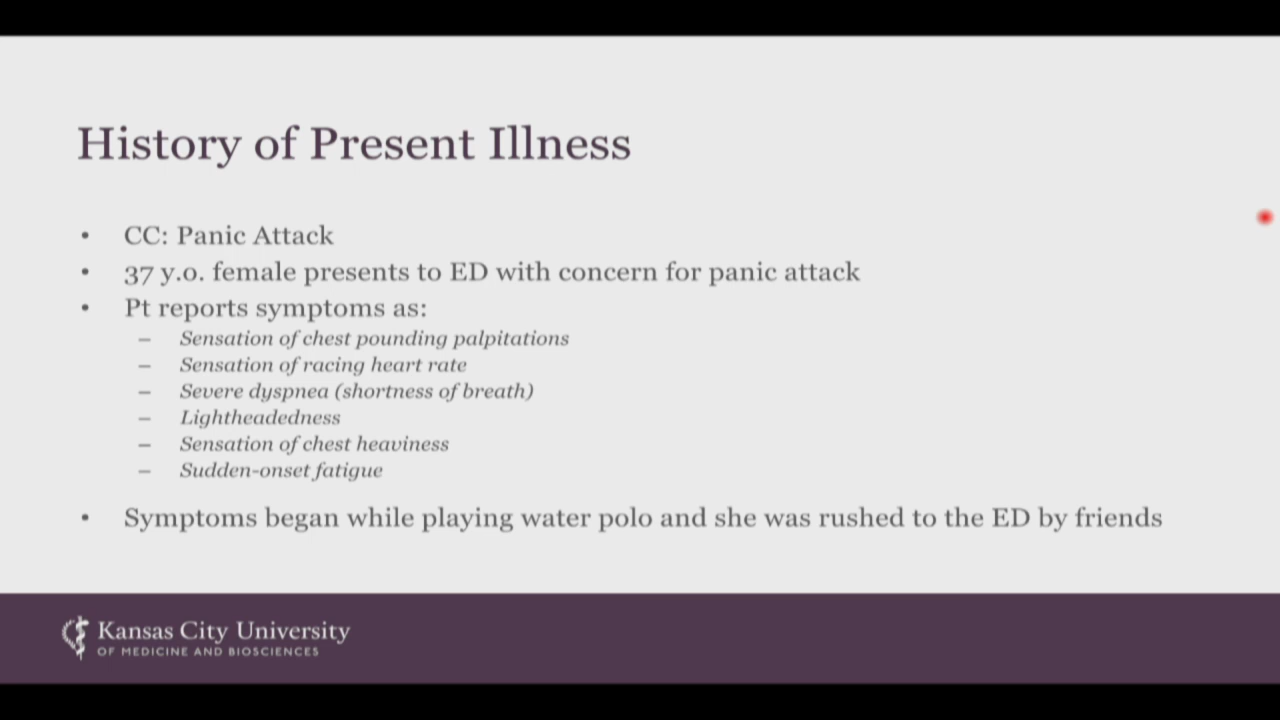 History of Present Illness
• CC: Panic Attack
• 37 y.o. female presents to ED with concern for panic attack
• Pt reports symptoms as:
– Sensation of chest pounding palpitations
– Sensation of racing heart rate
– Severe dyspnea (shortness of breath)
– Lightheadedness
– Sensation of chest heaviness
– Sudden-onset fatigue
• Symptoms began while playing water polo and she was rushed to the ED by friends
Kansas City University
OF MEDICINE AND BIOSCIENCES